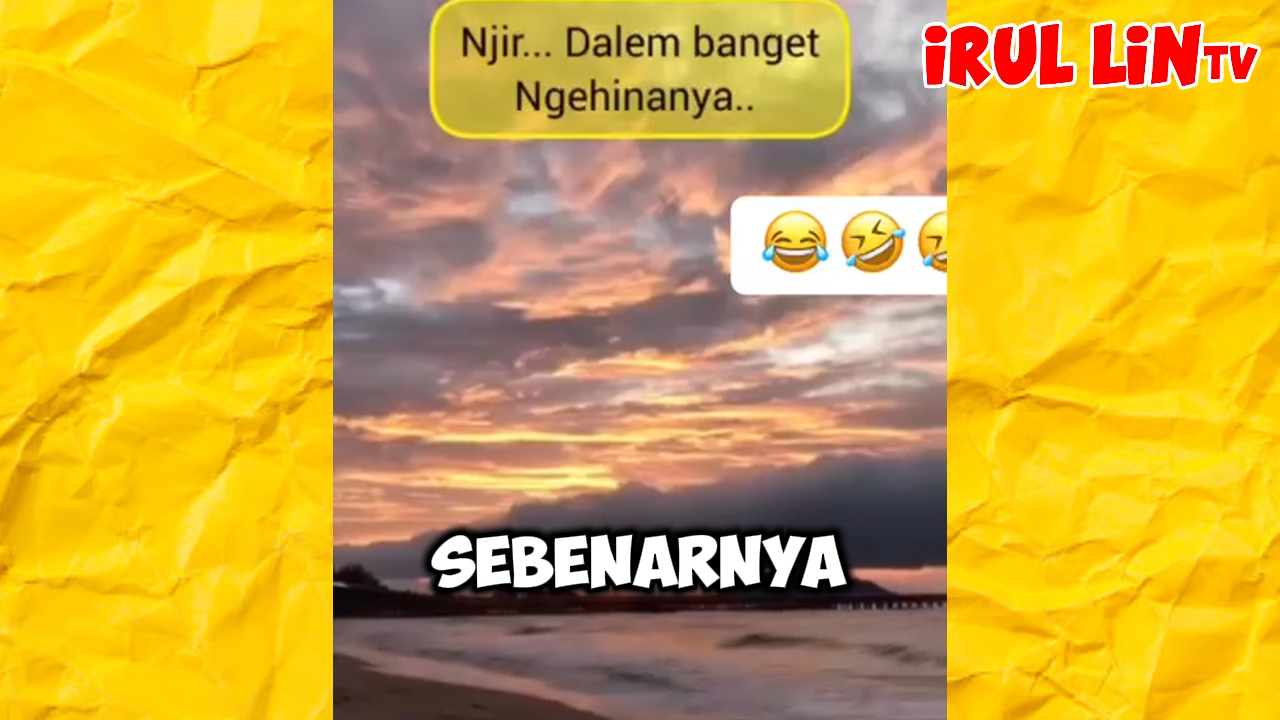 Njir... Dalem banget
Ngehinanya..
iRUL LiN TV
😂🤣🤣
SEBENARNYA